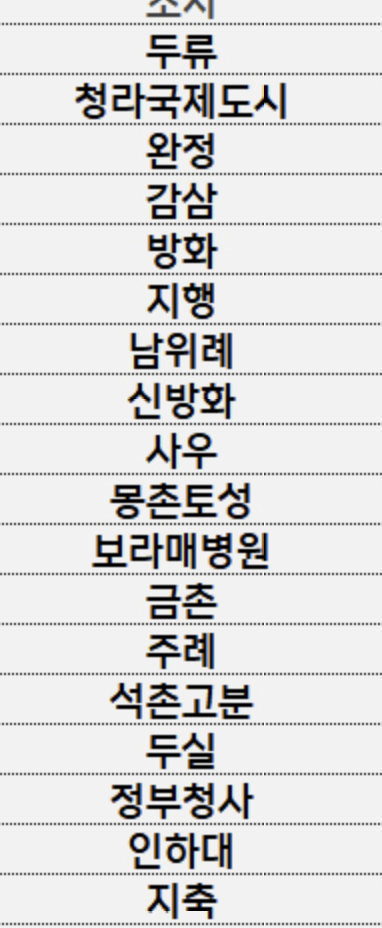 두류
청라국제도시
완정
감삼
방화
지행
남위례
신방화
사우
몽촌토성
보라매병원
금촌
주례
석촌고분
두실
정부청사
인하대
지축